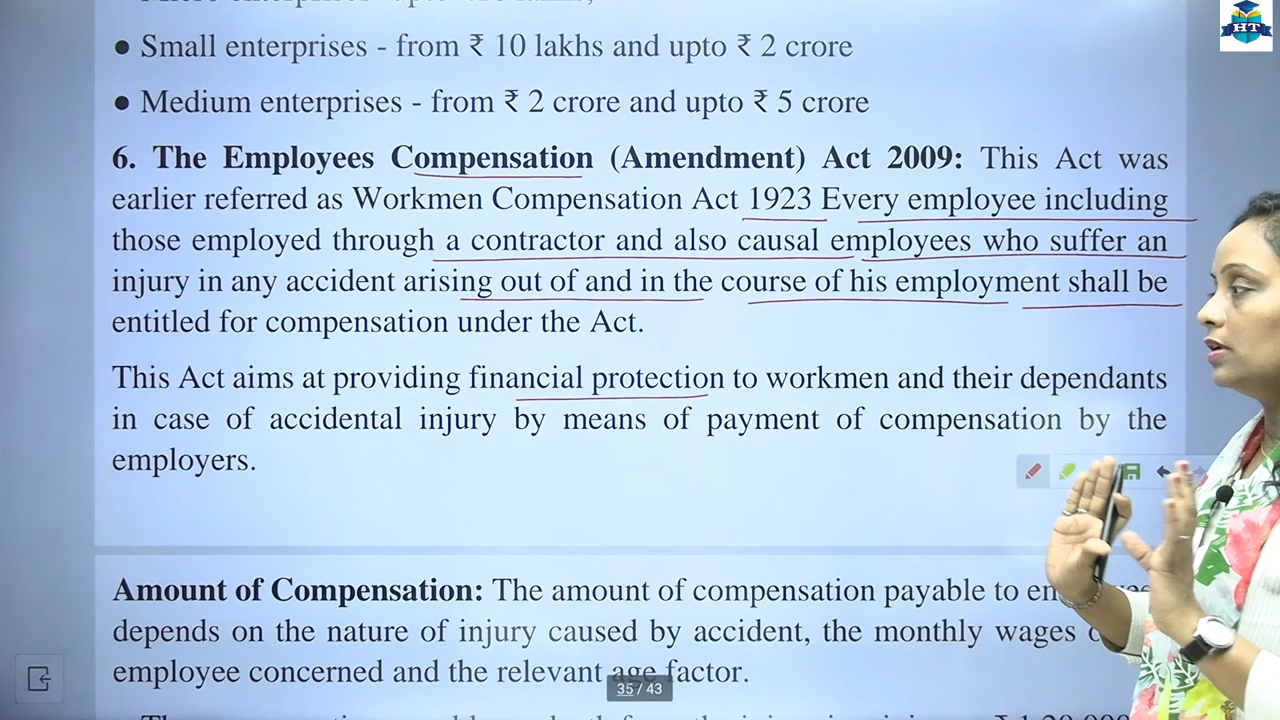 ● Small enterprises - from ₹ 10 lakhs and upto ₹ 2 crore
● Medium enterprises - from ₹ 2 crore and upto ₹ 5 crore
6. The Employees Compensation (Amendment) Act 2009: This Act was
earlier referred as Workmen Compensation Act 1923 Every employee including
those employed through a contractor and also causal employees who suffer an
injury in any accident arising out of and in the course of his employment shall be
entitled for compensation under the Act.
This Act aims at providing financial protection to workmen and their dependants
in case of accidental injury by means of payment of compensation by the
employers.
Amount of Compensation: The amount of compensation payable to
depends on the nature of injury caused by accident, the monthly wages
employee concerned and the relevant age factor.
35 / 43
HT